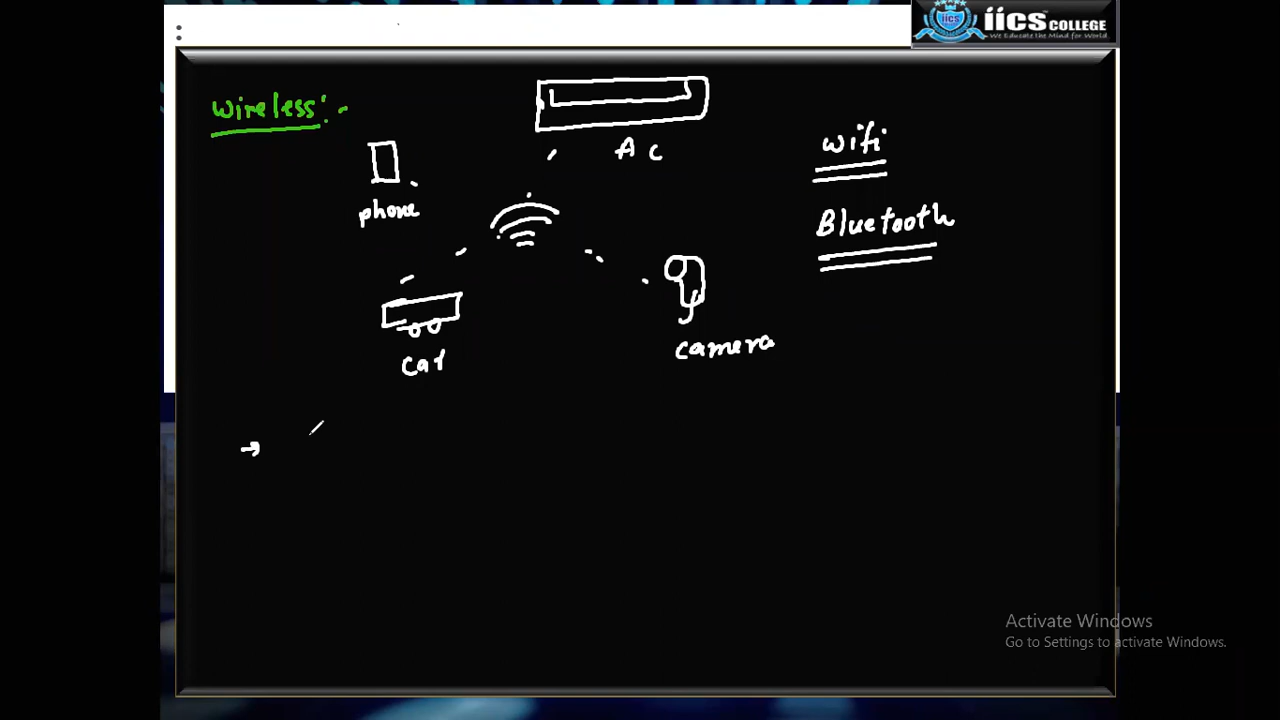 iics COLLEGE
iics
We Educate the Mind for World.
:
wireless:-
AC
wifi
phone
Bluetooth
car
camera
→
Activate Windows
Go to Settings to activate Windows.